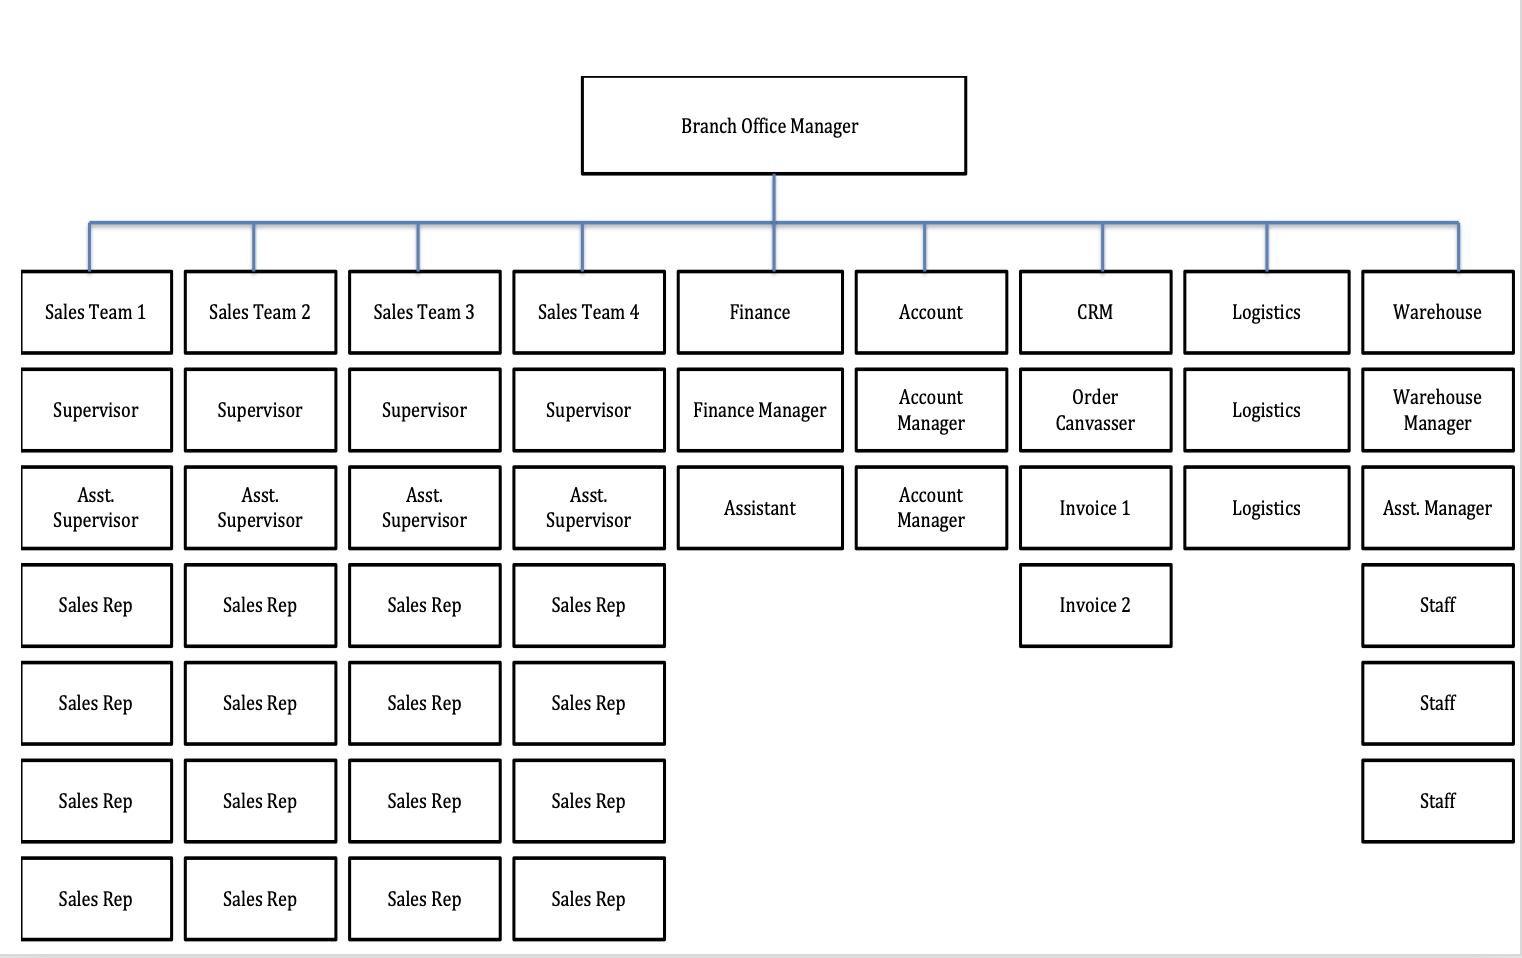 Branch Office Manager
Sales Team 1
Sales Team 2
Sales Team 3
Sales Team 4
Finance
Account
CRM
Logistics
Warehouse
Supervisor
Supervisor
Supervisor
Supervisor
Finance Manager
Account
Manager
Order
Canvasser
Logistics
Warehouse
Manager
Asst.
Supervisor
Asst.
Supervisor
Asst.
Supervisor
Asst.
Supervisor
Assistant
Account
Manager
Invoice 1
Logistics
Asst. Manager
Sales Rep
Sales Rep
Sales Rep
Sales Rep
Invoice 2
Staff
Sales Rep
Sales Rep
Sales Rep
Sales Rep
Staff
Sales Rep
Sales Rep
Sales Rep
Sales Rep
Staff
Sales Rep
Sales Rep
Sales Rep
Sales Rep